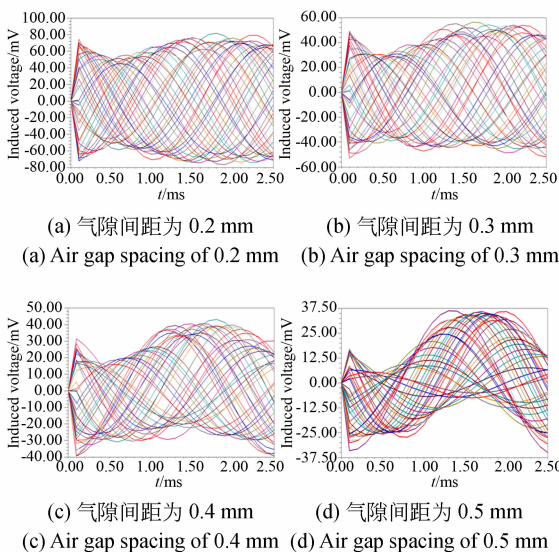 Induced voltage/mV
100.00
80.00
60.00
40.00
20.00
0.00
-20.00
-40.00
-60.00
-80.00
0.00 0.50 1.00 1.50 2.00 2.50
t/ms
(a) 气隙间距为 0.2 mm
(a) Air gap spacing of 0.2 mm
Induced voltage/mV
60.00
40.00
20.00
0.00
-20.00
-40.00
-60.00
0.00 0.50 1.00 1.50 2.00 2.50
t/ms
(b) 气隙间距为 0.3 mm
(b) Air gap spacing of 0.3 mm
Induced voltage/mV
50.00
40.00
30.00
20.00
10.00
0.00
-10.00
-20.00
-30.00
-40.00
0.00 0.50 1.00 1.50 2.00 2.50
t/ms
(c) 气隙间距为 0.4 mm
(c) Air gap spacing of 0.4 mm
Induced voltage/mV
37.50
25.00
12.50
0.00
-12.50
-25.00
-37.50
0.00 0.50 1.00 1.50 2.00 2.50
t/ms
(d) 气隙间距为 0.5 mm
(d) Air gap spacing of 0.5 mm